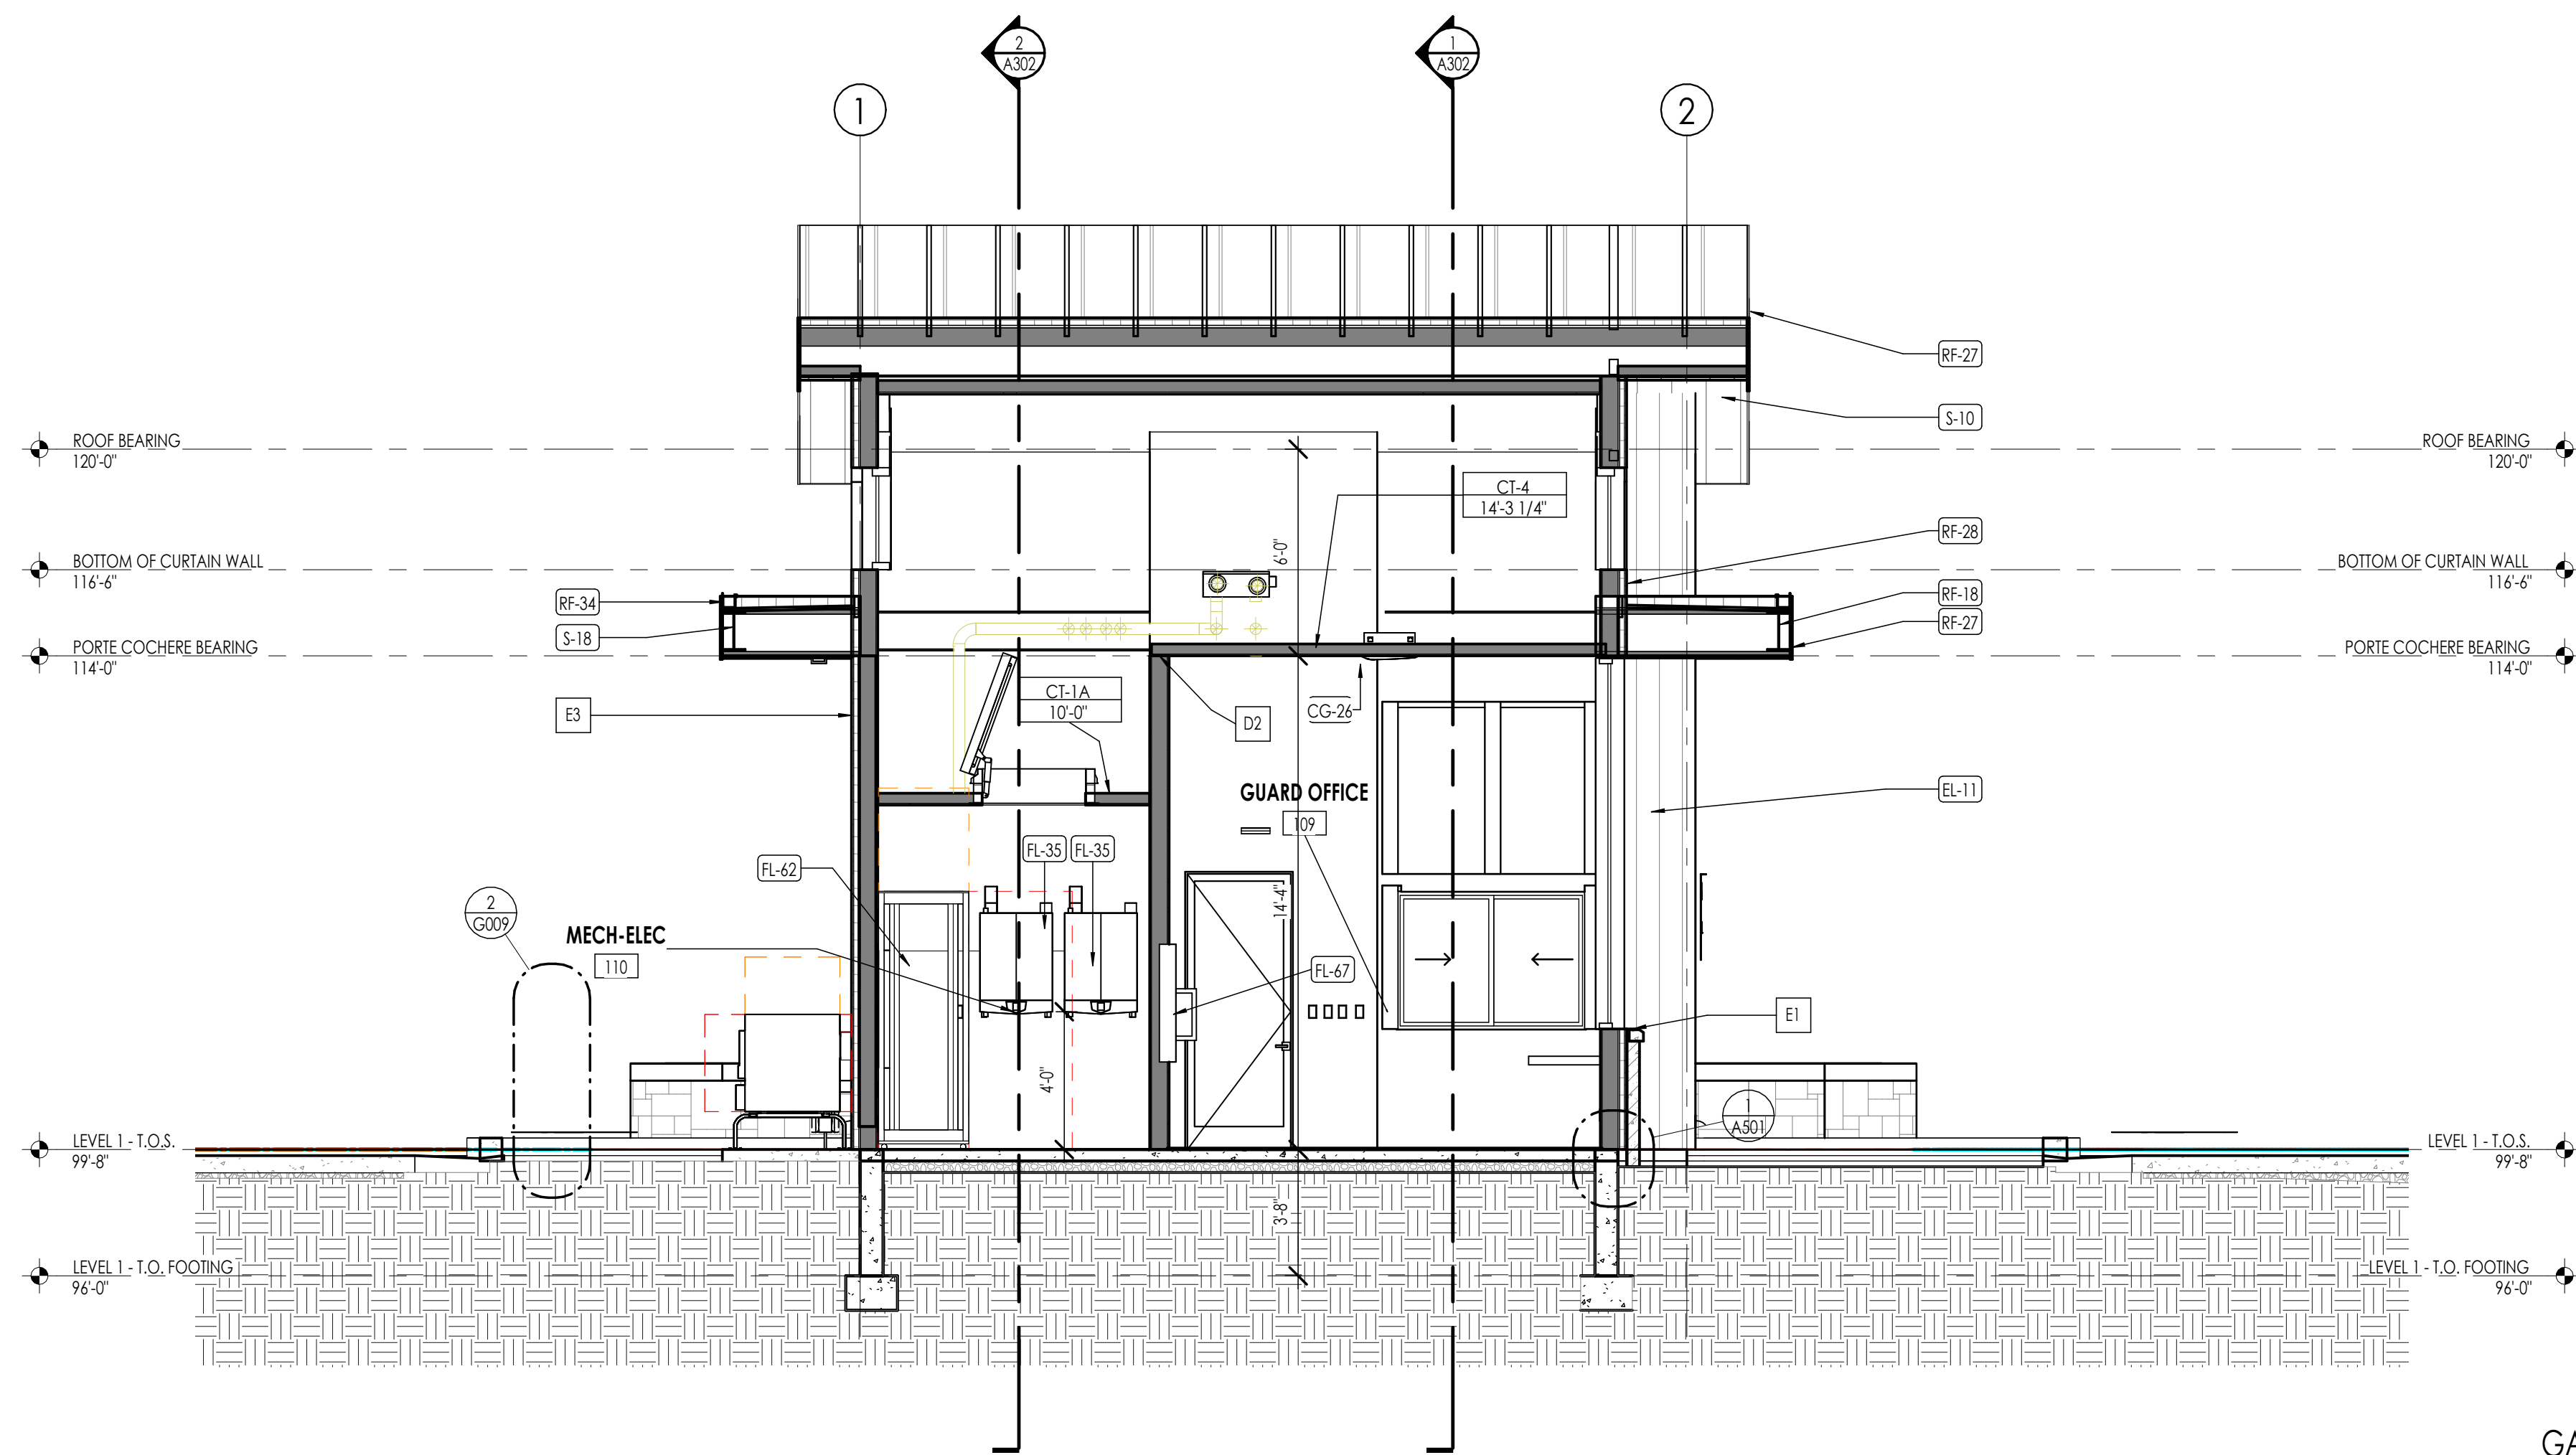 2
A302
1
A302
1
2
RF-27
S-10
ROOF BEARING
120'-0"
ROOF BEARING
120'-0"
CT-4
14'-3 1/4"
6'-0"
RF-28
BOTTOM OF CURTAIN WALL
116'-6"
BOTTOM OF CURTAIN WALL
116'-6"
RF-34
RF-18
S-18
RF-27
PORTE COCHERE BEARING
114'-0"
PORTE COCHERE BEARING
114'-0"
CT-1A
10'-0"
E3
D2
CG-26
GUARD OFFICE
109
EL-11
FL-35
FL-35
FL-62
14'-4"
2
G009
MECH-ELEC
110
FL-67
E1
4'-0"
1
A501
LEVEL 1 - T.O.S.
99'-8"
LEVEL 1 - T.O.S.
99'-8"
3'-8"
LEVEL 1 - T.O. FOOTING
96'-0"
LEVEL 1 - T.O. FOOTING
96'-0"
GA